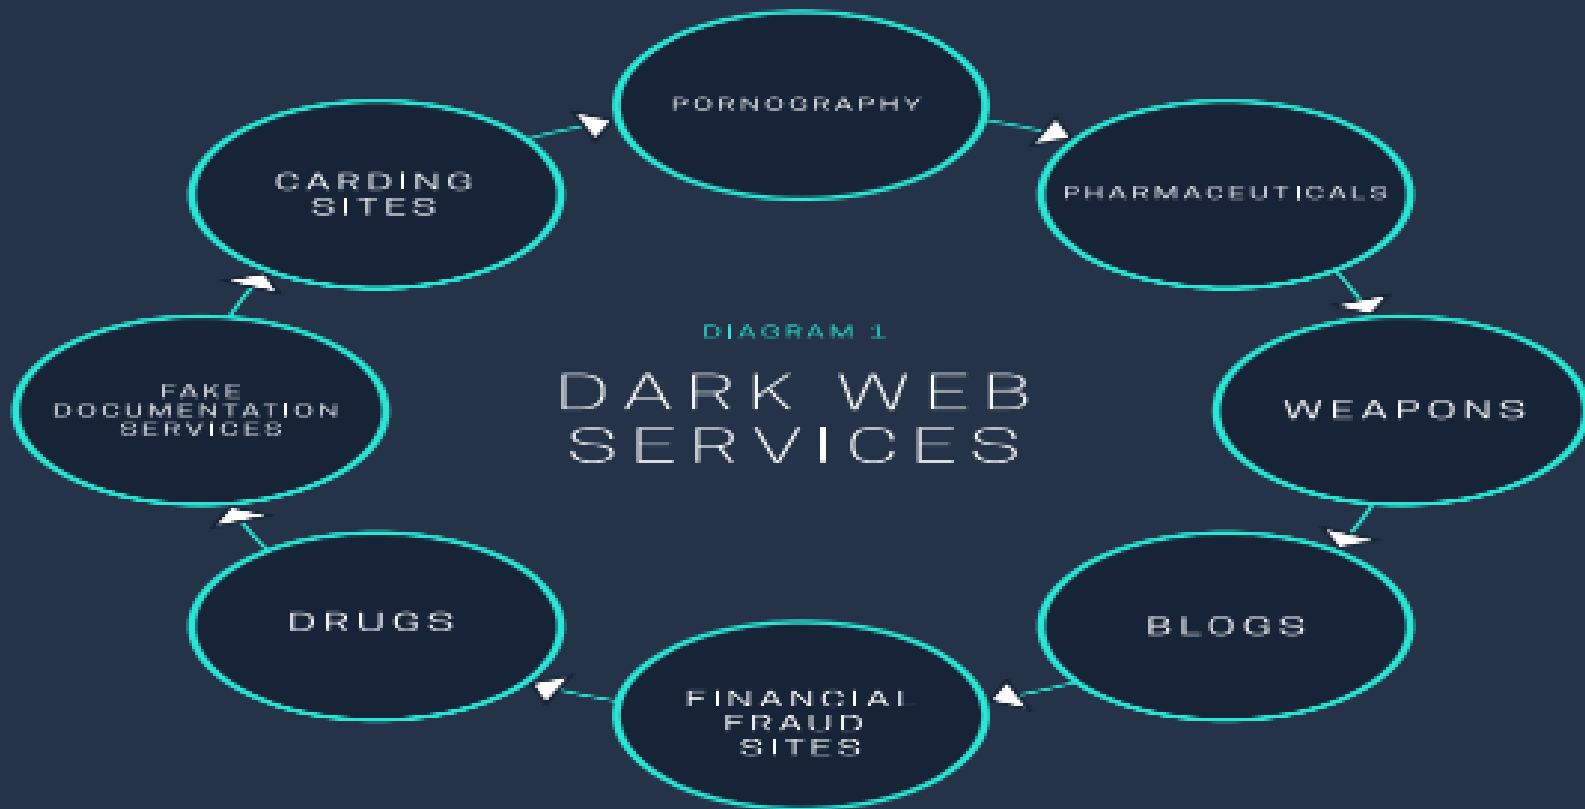 PORNOGRAPHY
CARDING
SITES
PHARMACEUTICALS
DIAGRAM 1
DARK WEB
SERVICES
FAKE
DOCUMENTATION
SERVICES
WEAPONS
DRUGS
BLOGS
FINANCIAL
FRAUD
SITES